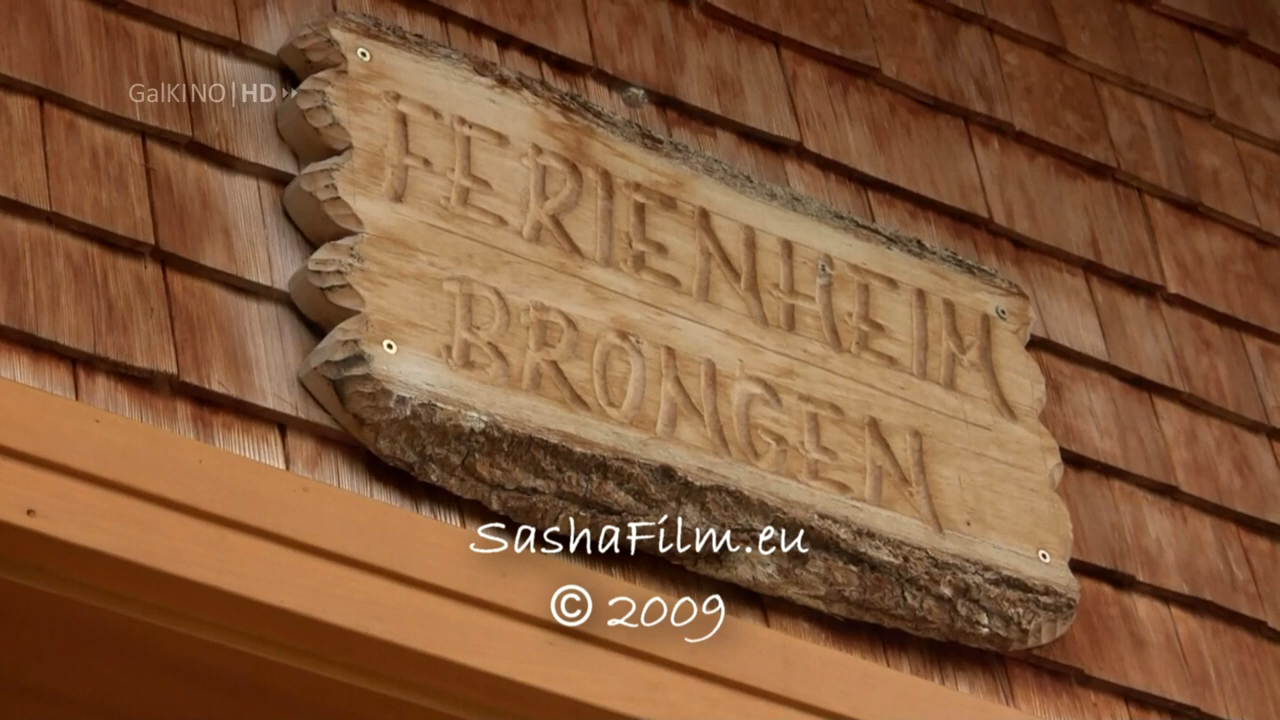 GalKINO|HD
FERIENHEIM
BRONGEN
SashaFilm.eu
© 2009